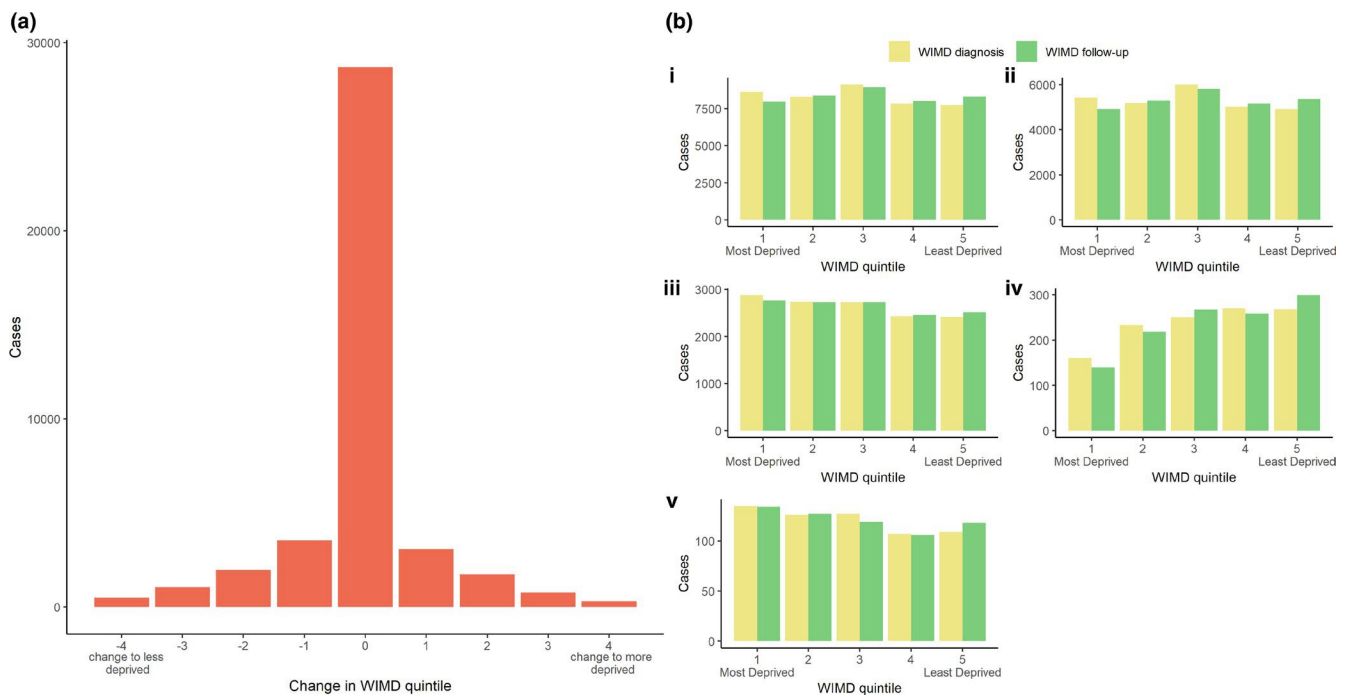 (a)
30000
20000
10000
0
Cases
-4 -3 -2 -1 0 1 2 3 4
change to less deprived
change to more deprived
Change in WIMD quintile
(b)
WIMD diagnosis WIMD follow-up
i
7500
5000
2500
0
Cases
1 2 3 4 5
Most Deprived Least Deprived
WIMD quintile
ii
6000
4000
2000
0
Cases
1 2 3 4 5
Most Deprived Least Deprived
WIMD quintile
iii
3000
2000
1000
0
Cases
1 2 3 4 5
Most Deprived Least Deprived
WIMD quintile
iv
300
200
100
0
Cases
1 2 3 4 5
Most Deprived Least Deprived
WIMD quintile
v
100
50
0
Cases
1 2 3 4 5
Most Deprived Least Deprived
WIMD quintile